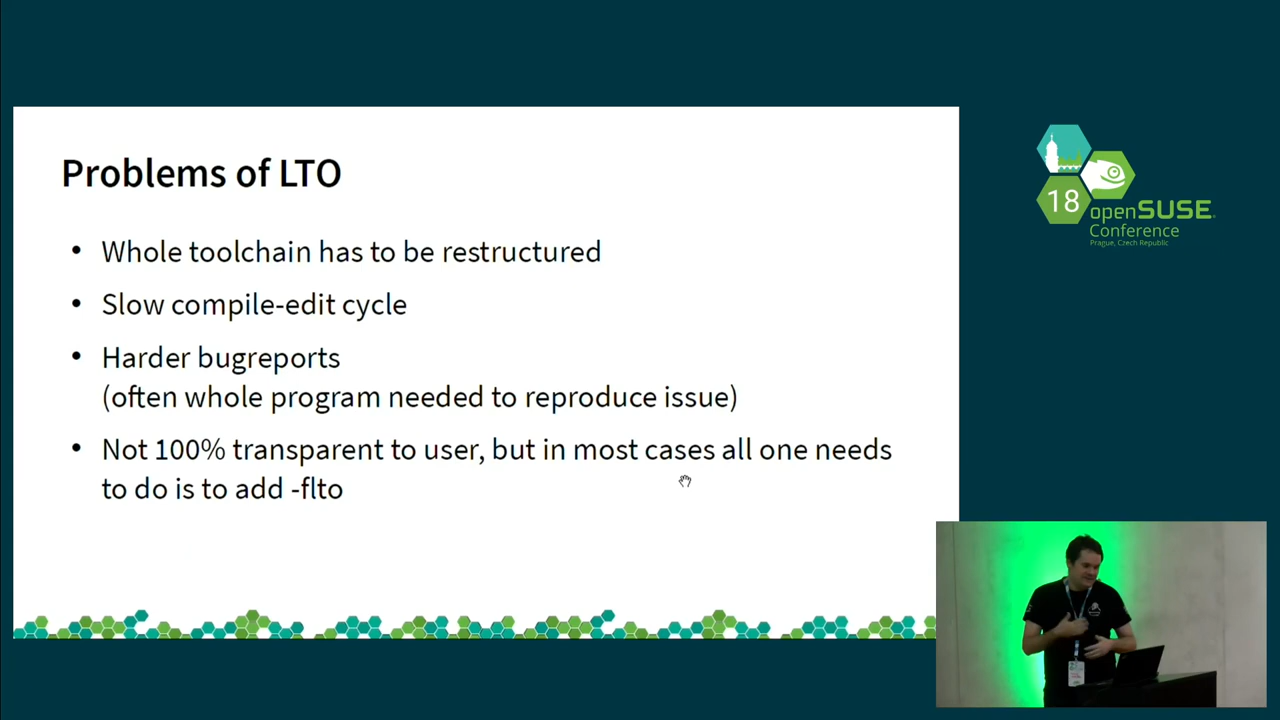 Problems of LTO
• Whole toolchain has to be restructured
• Slow compile-edit cycle
• Harder bugreports
(often whole program needed to reproduce issue)
• Not 100% transparent to user, but in most cases all one needs
to do is to add -flto
18
openSUSE
Conference
Prague, Czech Republic